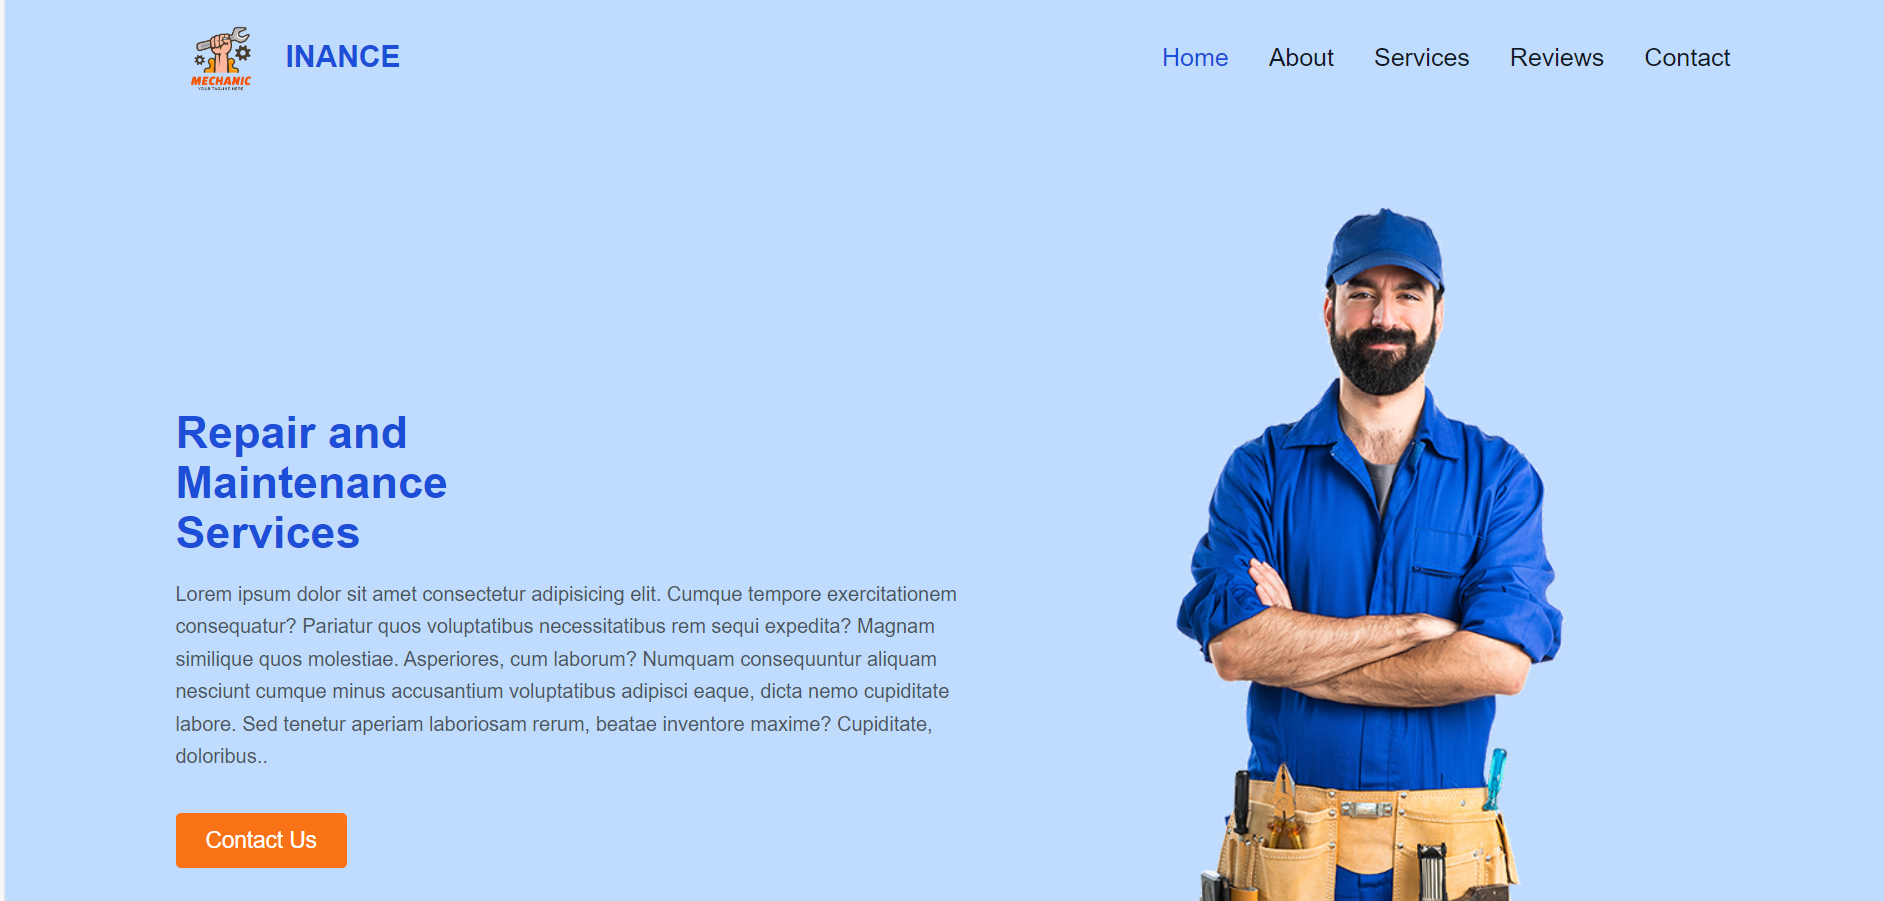 MECHANIC
YOUR TAGLINE HERE
INANCE
Home About Services Reviews Contact
Repair and
Maintenance
Services
Lorem ipsum dolor sit amet consectetur adipisicing elit. Cumque tempore exercitationem
consequatur? Pariatur quos voluptatibus necessitatibus rem sequi expedita? Magnam
similique quos molestiae. Asperiores, cum laborum? Numquam consequuntur aliquam
nesciunt cumque minus accusantium voluptatibus adipisci eaque, dicta nemo cupiditate
labore. Sed tenetur aperiam laboriosam rerum, beatae inventore maxime? Cupiditate,
doloribus..
Contact Us